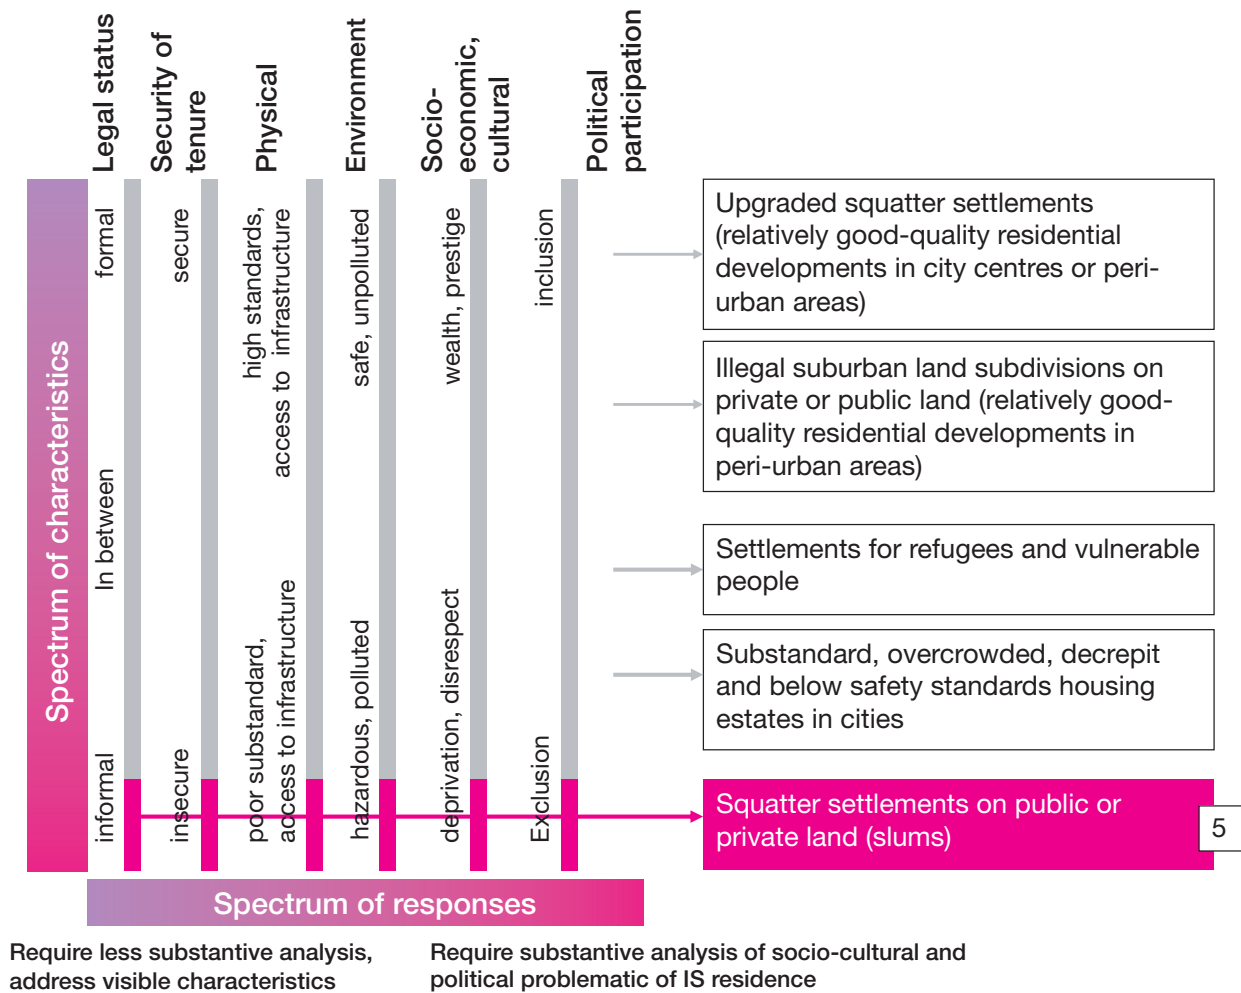 Legal status
Security of
tenure
Physical
Environment
Socio-
economic,
cultural
Political
participation
Spectrum of characteristics
formal
In between
informal
secure
insecure
high standards,
access to infrastructure
poor substandard,
access to infrastructure
safe, unpolluted
hazardous, polluted
wealth, prestige
deprivation, disrespect
inclusion
Exclusion
Upgraded squatter settlements
(relatively good-quality residential
developments in city centres or peri-
urban areas)
Illegal suburban land subdivisions on
private or public land (relatively good-
quality residential developments in
peri-urban areas)
Settlements for refugees and vulnerable
people
Substandard, overcrowded, decrepit
and below safety standards housing
estates in cities
Squatter settlements on public or
private land (slums)
5
Spectrum of responses
Require less substantive analysis,
address visible characteristics
Require substantive analysis of socio-cultural and
political problematic of IS residence